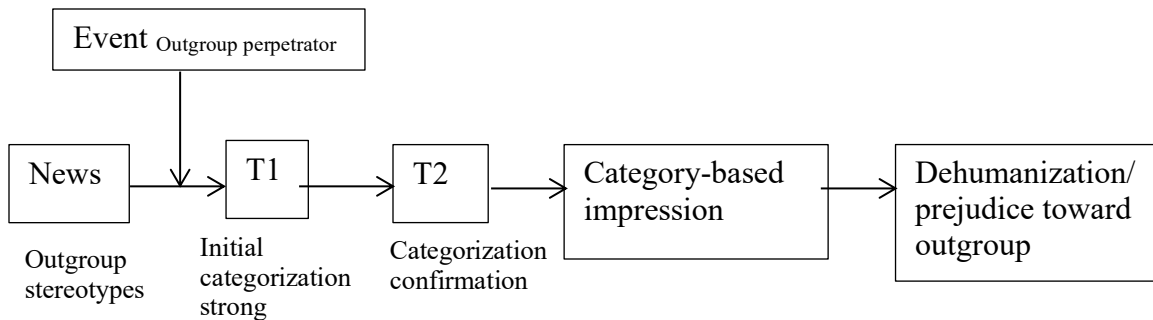 Event Outgroup perpetrator
News
T1
T2
Category-based
impression
Dehumanization/
prejudice toward
outgroup
Outgroup
stereotypes
Initial
categorization
strong
Categorization
confirmation